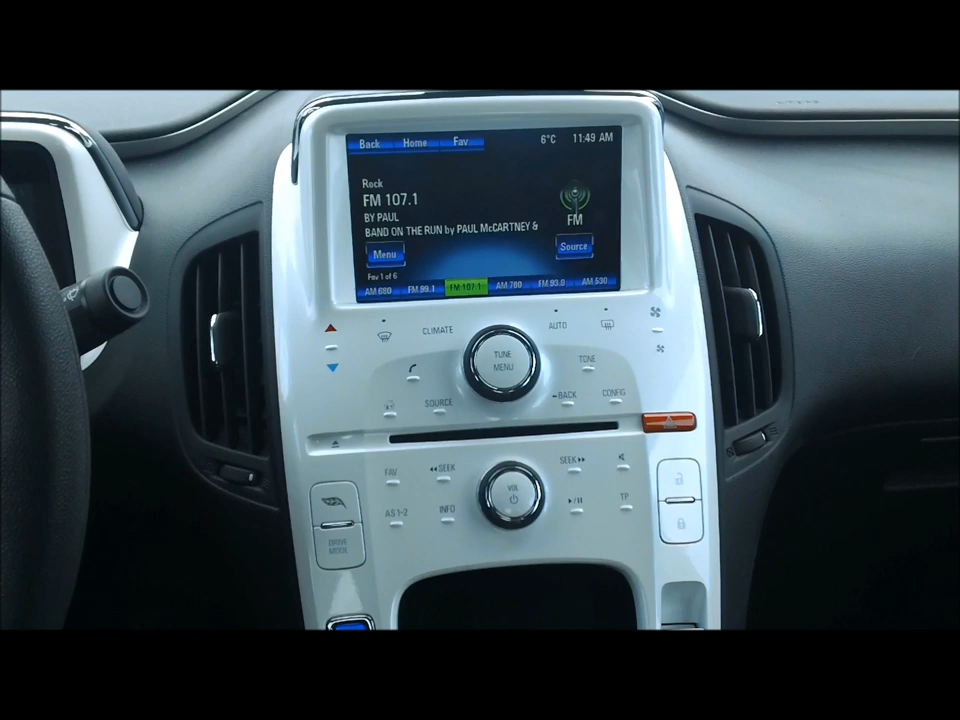 Back Home Fav 6°C 11:49 AM
Rock
FM 107.1
BY PAUL
BAND ON THE RUN by PAUL McCARTNEY &
FM
Menu Source
Fav 1 of 6
AM 680 FM 99.1 FM 107.1 AM 700 FM 93.9 AM 530
CLIMATE AUTO
TUNE
MENU
TONE
SOURCE BACK CONFIG
FAV SEEK SEEK
VOL
AS 1-2 INFO TP
DRIVE
MODE